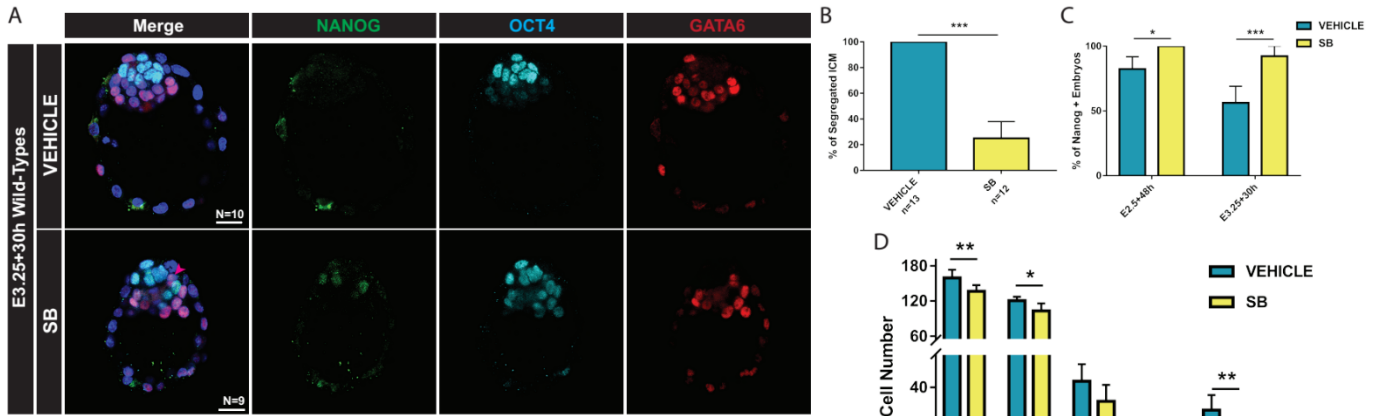 A
Merge
NANOG
OCT4
GATA6
E3.25+30h Wild-Types
VEHICLE
N=10
SB
N=9
B
% of Segregated ICM
***
100
80
60
40
20
0
VEHICLE
n=13
SB
n=12
C
% of Nanog + Embryos
VEHICLE
SB
*
***
100
50
0
E2.5+48h
E3.25+30h
D
Cell Number
180
120
60
40
**
*
**
VEHICLE
SB